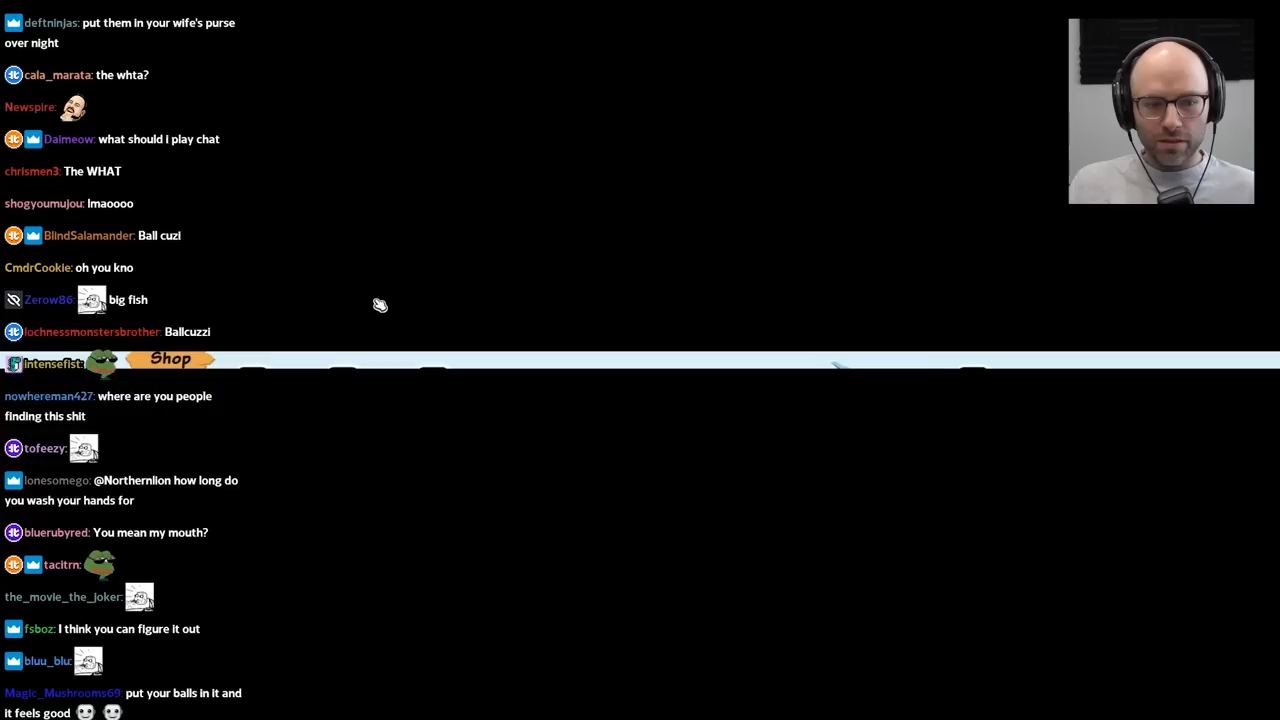 deftninjas: put them in your wife's purse
over night
cala_marata: the whta?
Newspire:
Daimeow: what should i play chat
chrismen3: The WHAT
shogyoumujou: lmaoooo
BlindSalamander: Ball cuzi
CmdrCookie: oh you kno
Zerow86: big fish
lochnessmonstersbrother: Ballcuzzi
Intensefist:
Shop
nowhereman427: where are you people
finding this shit
tofeezy:
lonesomego: @Northernlion how long do
you wash your hands for
bluerubyred: You mean my mouth?
tacitrn:
the_movie_the_joker:
fsboz: I think you can figure it out
bluu_blu:
Magic_Mushrooms69: put your balls in it and
it feels good